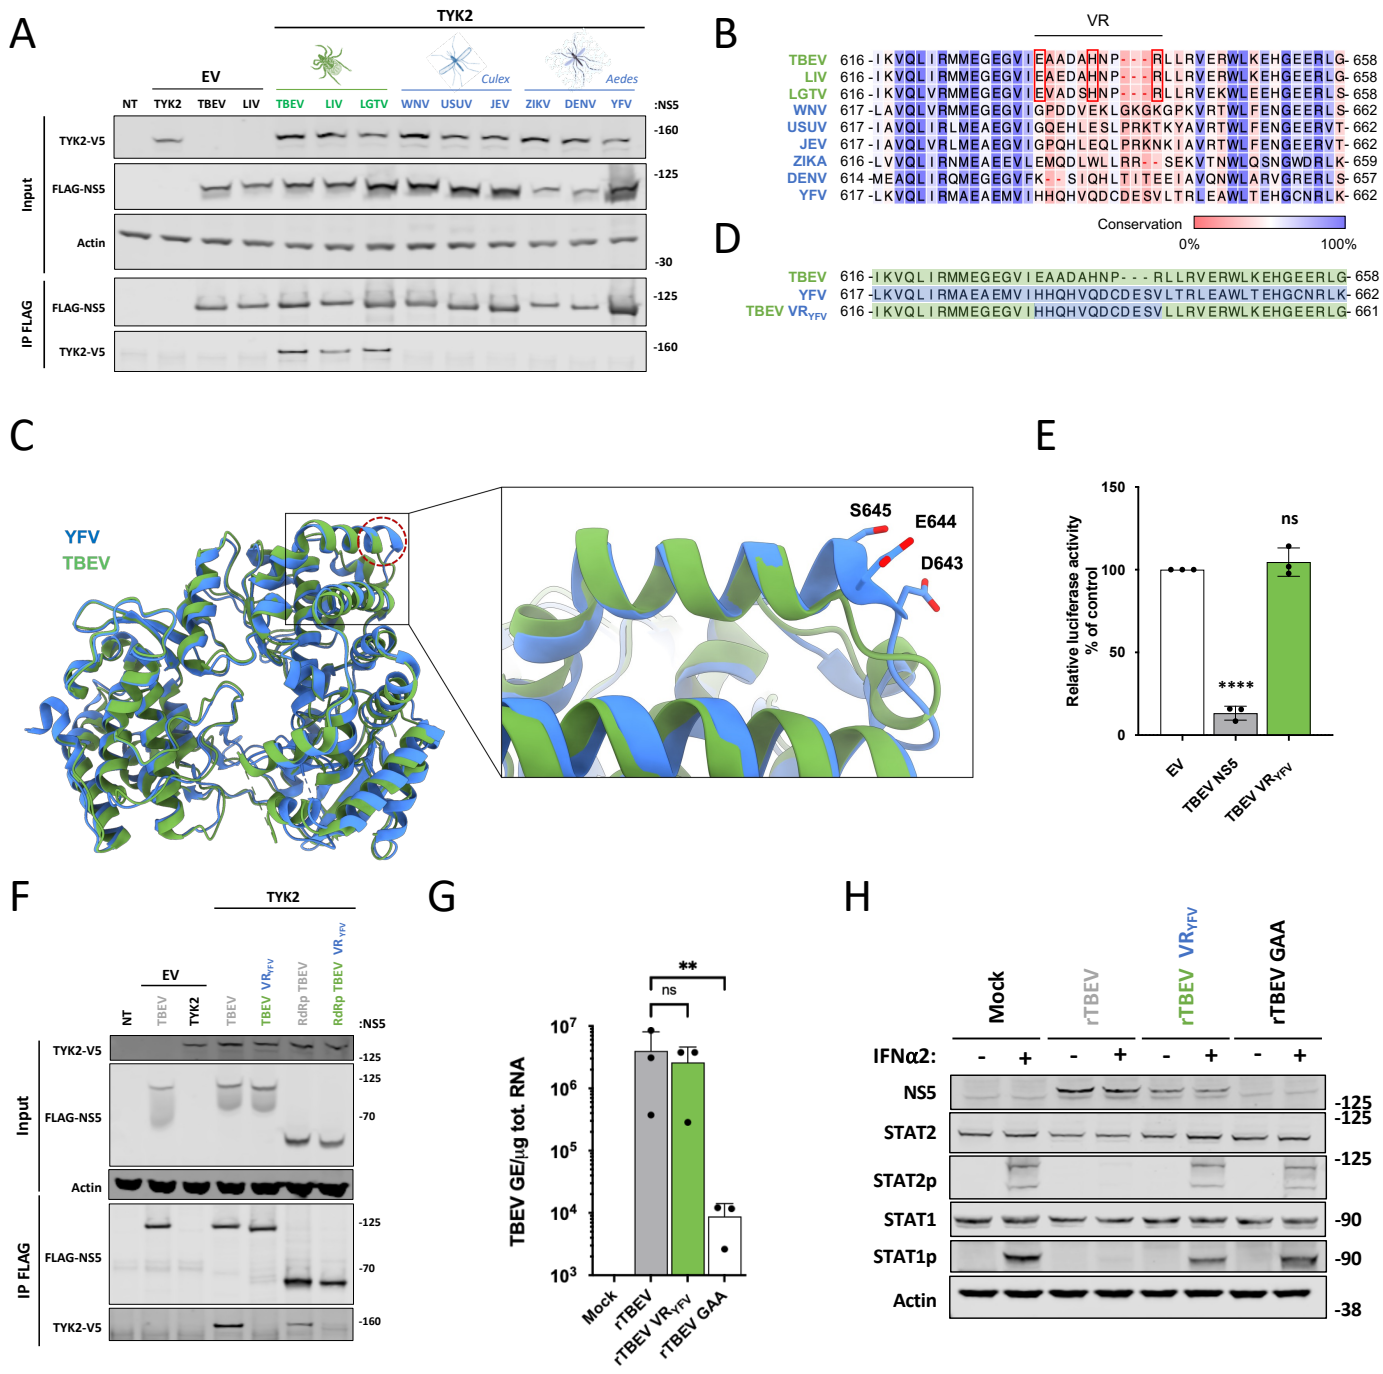 A
TYK2
Culex
Aedes
EV
NT TYK2 TBEV LIV TBEV LIV LGTV WNV USUV JEV ZIKV DENV YFV :NS5
Input
TYK2-V5 -160
FLAG-NS5 -125
Actin
-30
IP FLAG
FLAG-NS5 -125
TYK2-V5 -160
B
VR
TBEV 616 - IKVQLIRMMEGEGVIEAADAHNP---RLLRVERWLKEHGEERLG- 658
LIV 616 - IKVQLIRMMEGEGVIEAEDAHNP---RLLRVERWLKEHGEERLG- 658
LGTV 616 - IKVQLIRMMEGEGVIEVADSHNP---RLLRVEKWLEEHGEERLS- 658
WNV 617 - LAVQLVRMMEGEGVIGPDDVEKLGKGKGPKVRTWLFENGEERLS- 662
USUV 617 - IAVQLIRLMEAEGVIGQEHLESLPRKTKYAVRTWLFENGEERVT- 662
JEV 617 - IAVQLVRLMEAEGVIGPQHLEQLPRKNKIAVRTWLFENGEERVT- 662
ZIKA 616 - LVVQLIRNMEAEEVLEMQDLWLLRR--SEKVTNWLQSNGWDRLK- 659
DENV 614 - MEAQLIRQMEGEGVFK--SIQHLTITEEIAVQNWLARVGRERLS- 657
YFV 617 - LKVQLIRMAEAEMVIHHQHVQDCDESVLTRLEAWLTEHGCNRLK- 662
Conservation
0% 100%
D
TBEV 616 - IKVQLIRMMEGEGVIEAADAHNP---RLLRVERWLKEHGEERLG- 658
YFV 617 - LKVQLIRMAEAEMVIHHQHVQDCDESVLTRLEAWLTEHGCNRLK- 662
TBEV VRYFV 616 - IKVQLIRMMEGEGVIHHQHVQDCDESVLLRVERWLKEHGEERLG- 661
C
YFV
TBEV
S645
E644
D643
E
Relative luciferase activity
% of control
150
100
50
0
****
ns
EV
TBEV NS5
TBEV VRYFV
F
TYK2
EV
NT TBEV TYK2 TBEV TBEV VRYFV RdRp TBEV RdRp TBEV VRYFV :NS5
Input
TYK2-V5 -125
FLAG-NS5 -125
-70
Actin
IP FLAG
FLAG-NS5 -125
-70
TYK2-V5 -160
G
TBEV GE/µg tot. RNA
**
ns
10⁷
10⁶
10⁵
10⁴
10³
Mock
rTBEV
rTBEV VRYFV
rTBEV GAA
H
Mock rTBEV rTBEV VRYFV rTBEV GAA
IFNα2: - + - + - + - +
NS5 -125
STAT2 -125
STAT2p -125
STAT1 -90
STAT1p -90
Actin -38